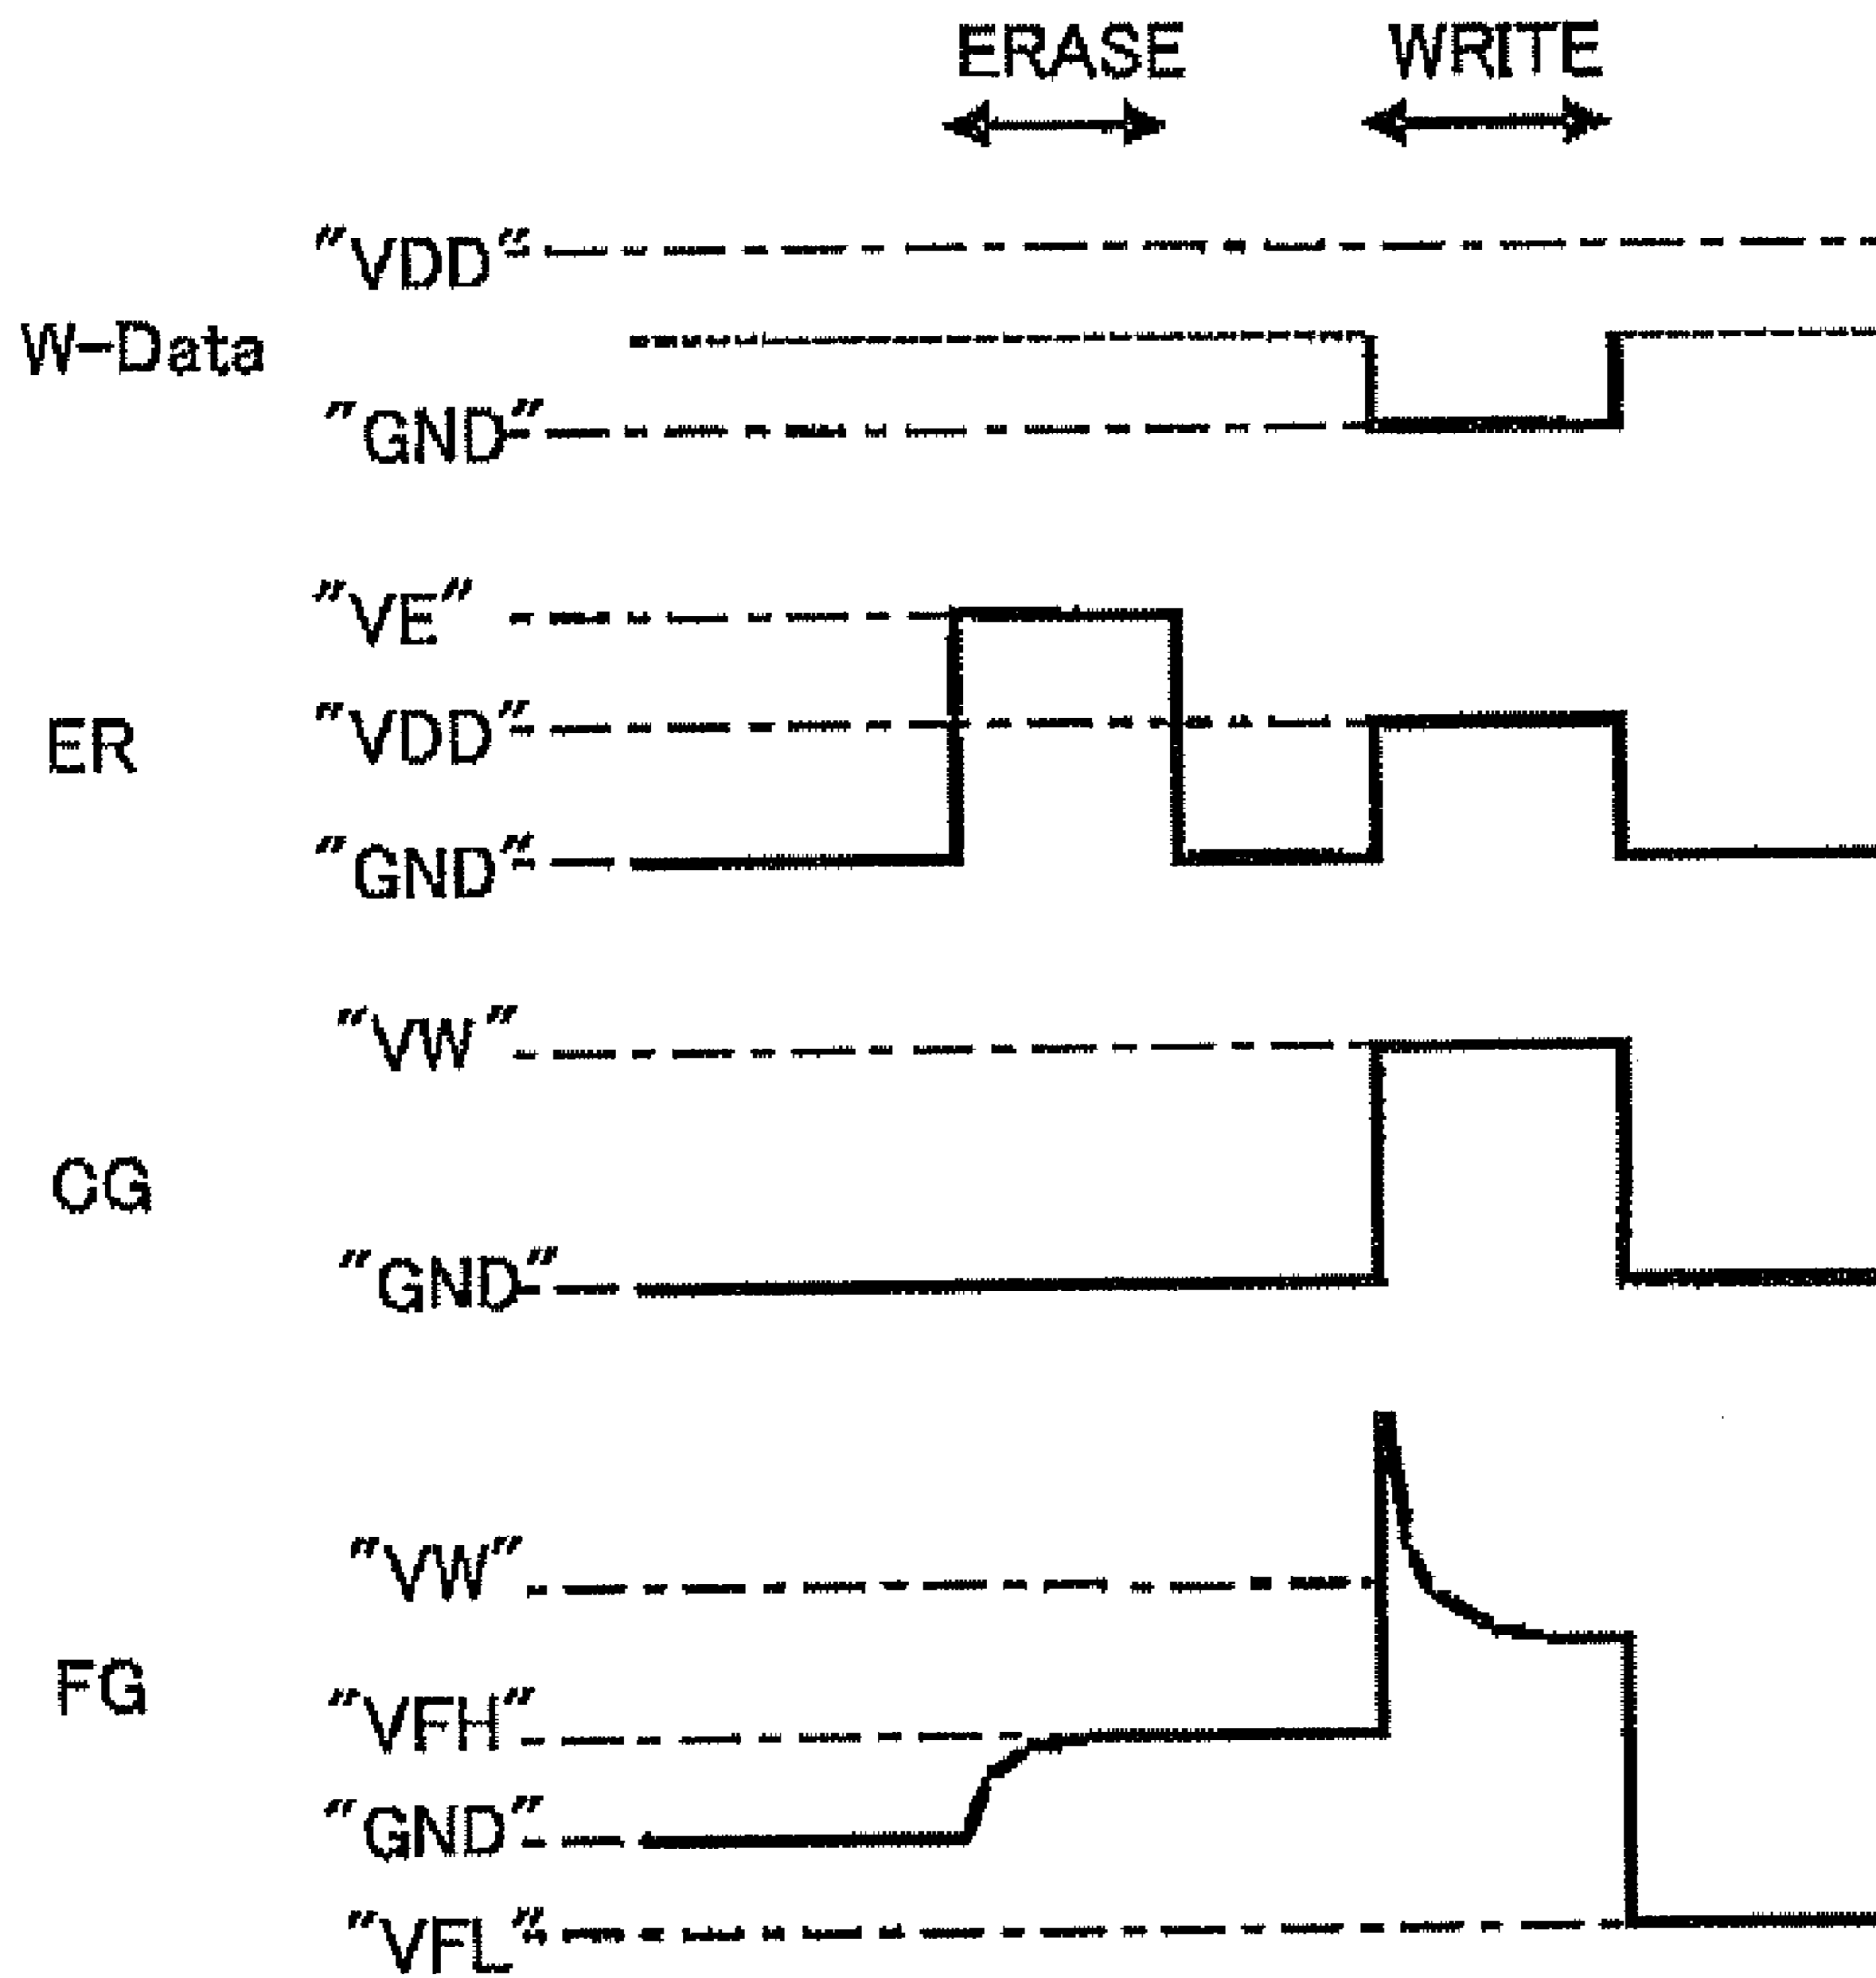 ERASE WRITE
"VDD"
W-Data
"GND"
"VE"
"VDD"
ER
"GND"
"VW"
CG
"GND"
"VW"
FG
"VFH"
"GND"
"VFL"